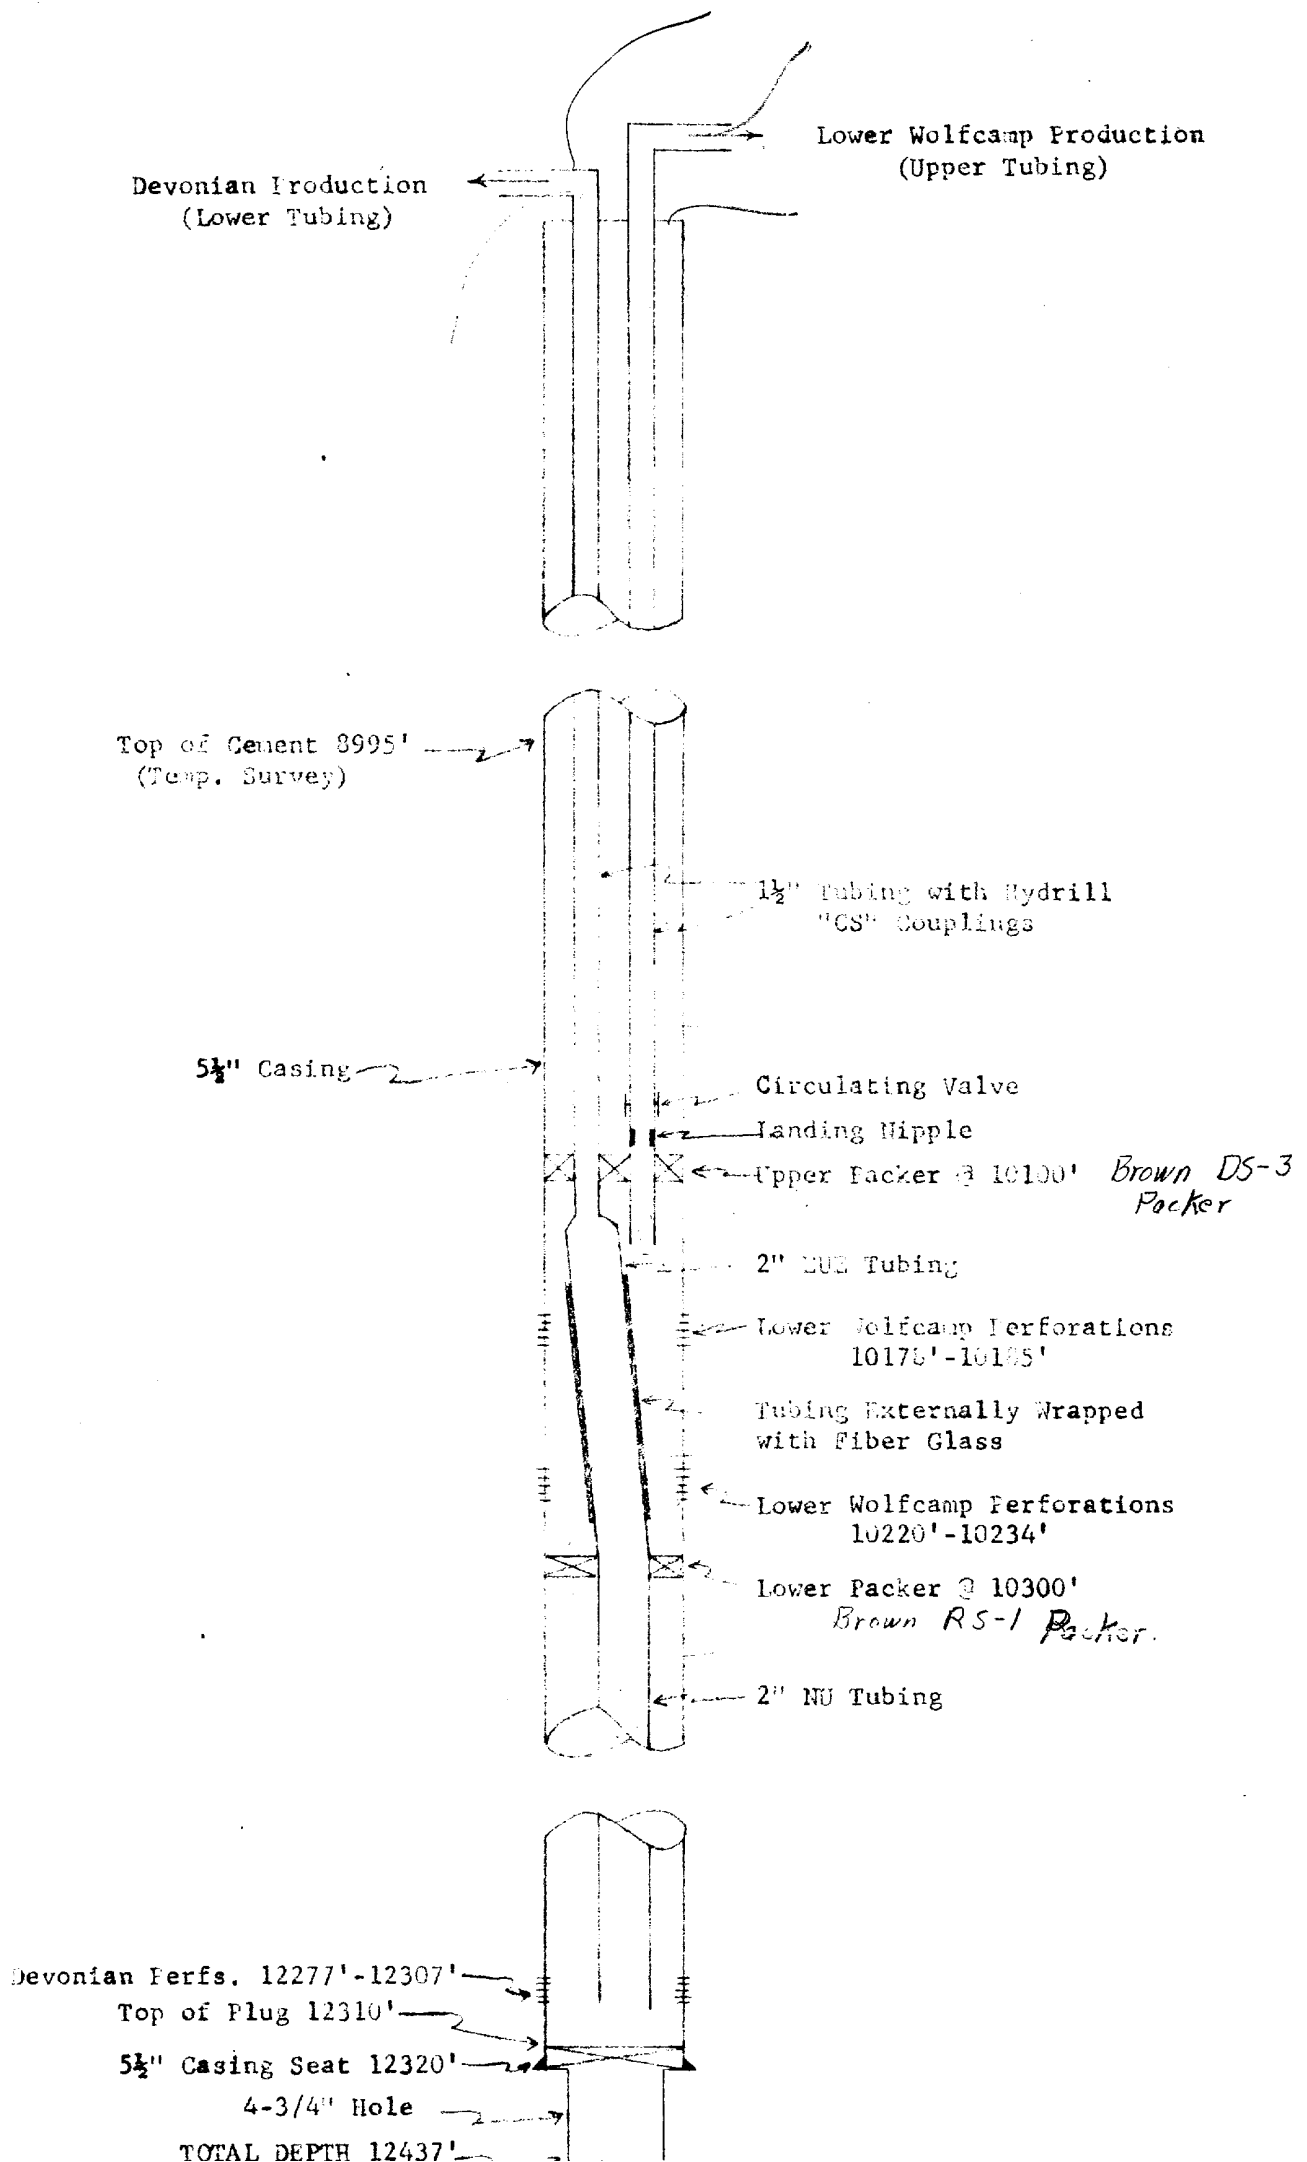 Lower Wolfcamp Production
(Upper Tubing)
Devonian Production
(Lower Tubing)
Top of Cement 8995'
(Temp. Survey)
1½" Tubing with Hydrill
"CS" Couplings
5½" Casing
Circulating Valve
Landing Nipple
Upper Packer @ 10100' Brown DS-3
Packer
2" EUE Tubing
Lower Wolfcamp Perforations
10178'-10185'
Tubing Externally Wrapped
with Fiber Glass
Lower Wolfcamp Perforations
10220'-10234'
Lower Packer @ 10300'
Brown RS-1 Packer.
2" NU Tubing
Devonian Perfs. 12277'-12307'
Top of Plug 12310'
5½" Casing Seat 12320'
4-3/4" Hole
TOTAL DEPTH 12437'